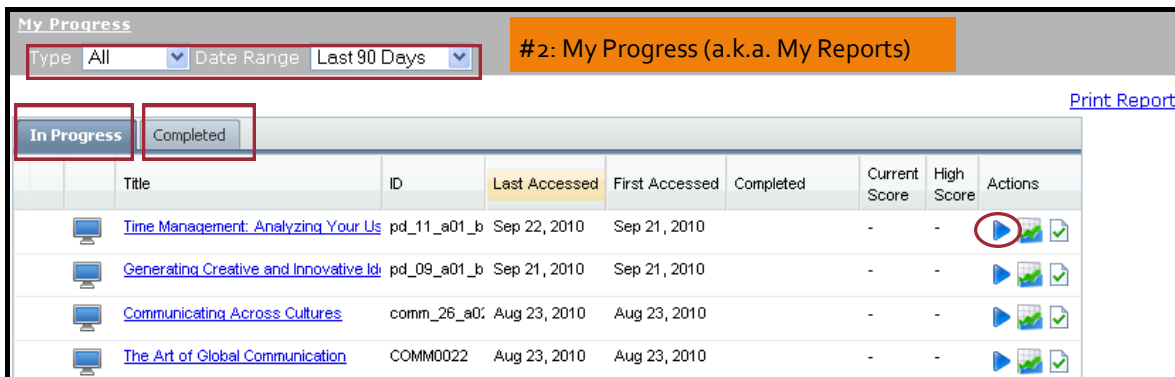 My Progress
Type All Date Range Last 90 Days
#2: My Progress (a.k.a. My Reports)
Print Report
In Progress Completed
Title ID Last Accessed First Accessed Completed Current Score High Score Actions
Time Management: Analyzing Your Us pd_11_a01_b Sep 22, 2010 Sep 21, 2010 - -
Generating Creative and Innovative Id pd_09_a01_b Sep 21, 2010 Sep 21, 2010 - -
Communicating Across Cultures comm_26_a02 Aug 23, 2010 Aug 23, 2010 - -
The Art of Global Communication COMM0022 Aug 23, 2010 Aug 23, 2010 - -